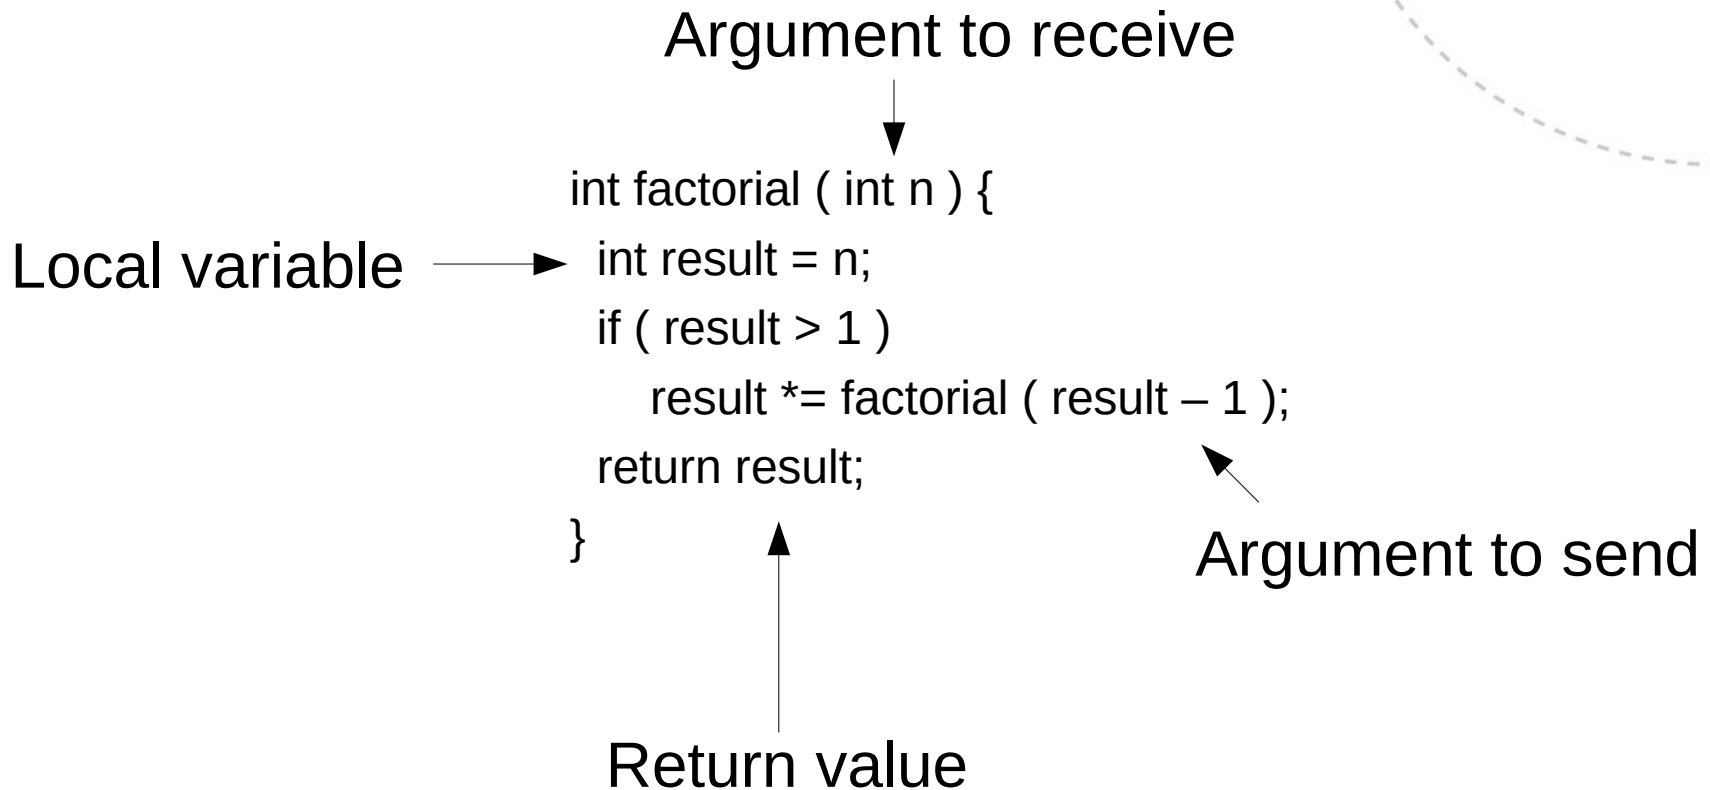 Argument to receive
int factorial ( int n ) {
Local variable
int result = n;
if ( result > 1 )
result *= factorial ( result – 1 );
return result;
}
Argument to send
Return value